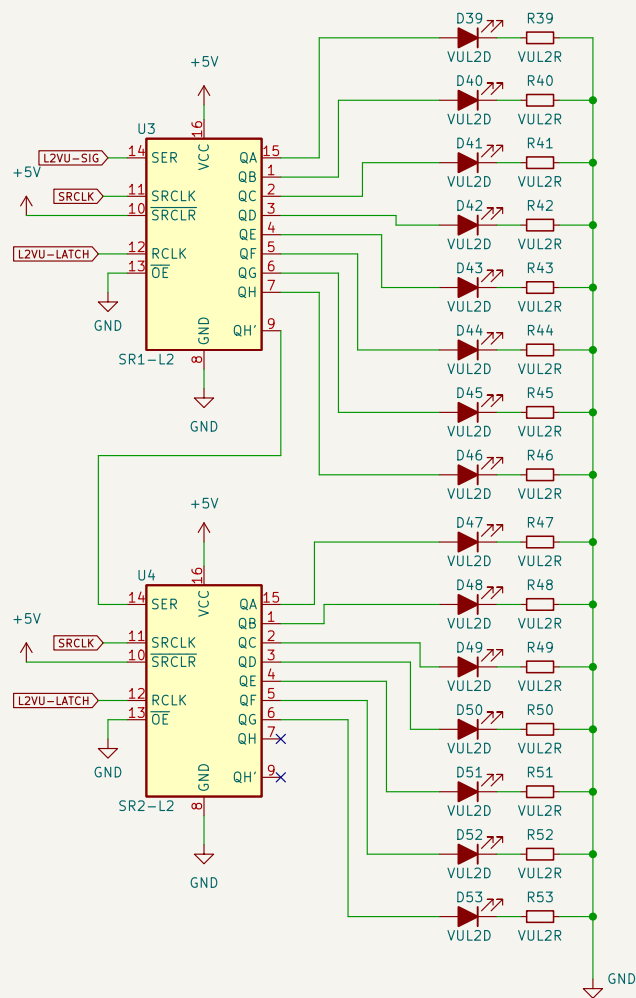 +5V
U3
16
VCC
L2VU-SIG
14
SER
QA
15
QB
1
+5V
SRCLK
11
SRCLK
QC
2
10
SRCLR
QD
3
QE
4
L2VU-LATCH
12
RCLK
QF
5
13
OE
QG
6
QH
7
GND
GND
QH'
9
SR1-L2
8
GND
D39
R39
VUL2D
VUL2R
D40
R40
VUL2D
VUL2R
D41
R41
VUL2D
VUL2R
D42
R42
VUL2D
VUL2R
D43
R43
VUL2D
VUL2R
D44
R44
VUL2D
VUL2R
D45
R45
VUL2D
VUL2R
D46
R46
VUL2D
VUL2R
+5V
U4
16
VCC
14
SER
QA
15
QB
1
+5V
SRCLK
11
SRCLK
QC
2
10
SRCLR
QD
3
QE
4
L2VU-LATCH
12
RCLK
QF
5
13
OE
QG
6
QH
7
GND
GND
QH'
9
SR2-L2
8
GND
D47
R47
VUL2D
VUL2R
D48
R48
VUL2D
VUL2R
D49
R49
VUL2D
VUL2R
D50
R50
VUL2D
VUL2R
D51
R51
VUL2D
VUL2R
D52
R52
VUL2D
VUL2R
D53
R53
VUL2D
VUL2R
GND